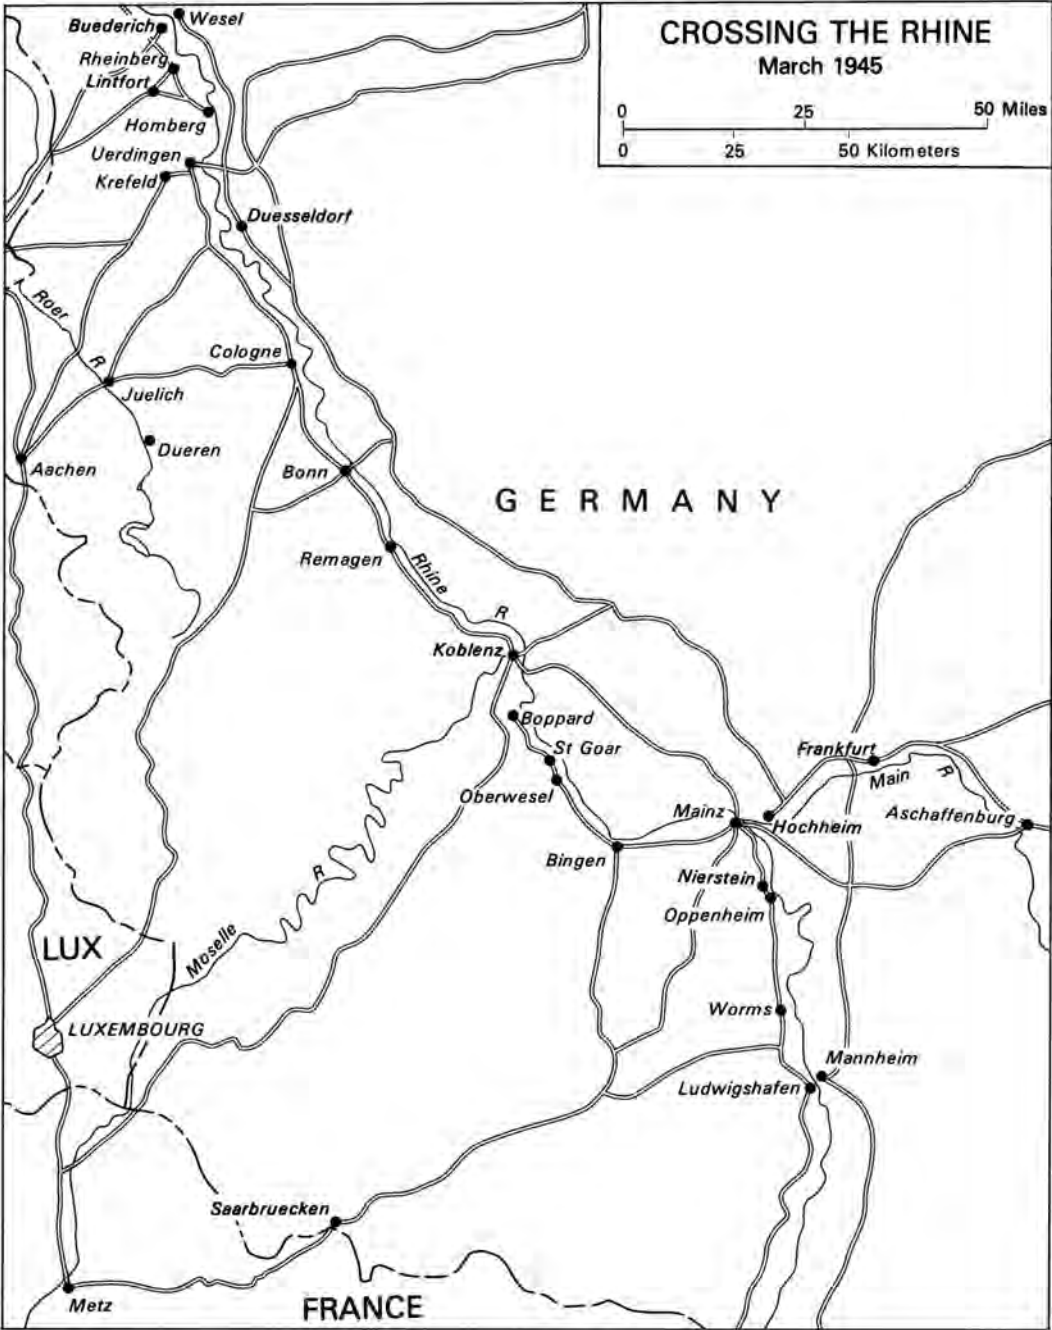 CROSSING THE RHINE
March 1945
0 25 50 Miles
0 25 50 Kilometers
Wesel
Buederich
Rheinberg
Lintfort
Homberg
Uerdingen
Krefeld
Duesseldorf
Roer
R
Cologne
Juelich
Dueren
Aachen
Bonn
GERMANY
Remagen
Rhine
R
Koblenz
Boppard
St Goar
Oberwesel
Frankfurt
Main
R
Mainz
Hochheim
Aschaffenburg
Bingen
Nierstein
Oppenheim
R
Moselle
LUX
LUXEMBOURG
Worms
Mannheim
Ludwigshafen
Saarbruecken
Metz
FRANCE